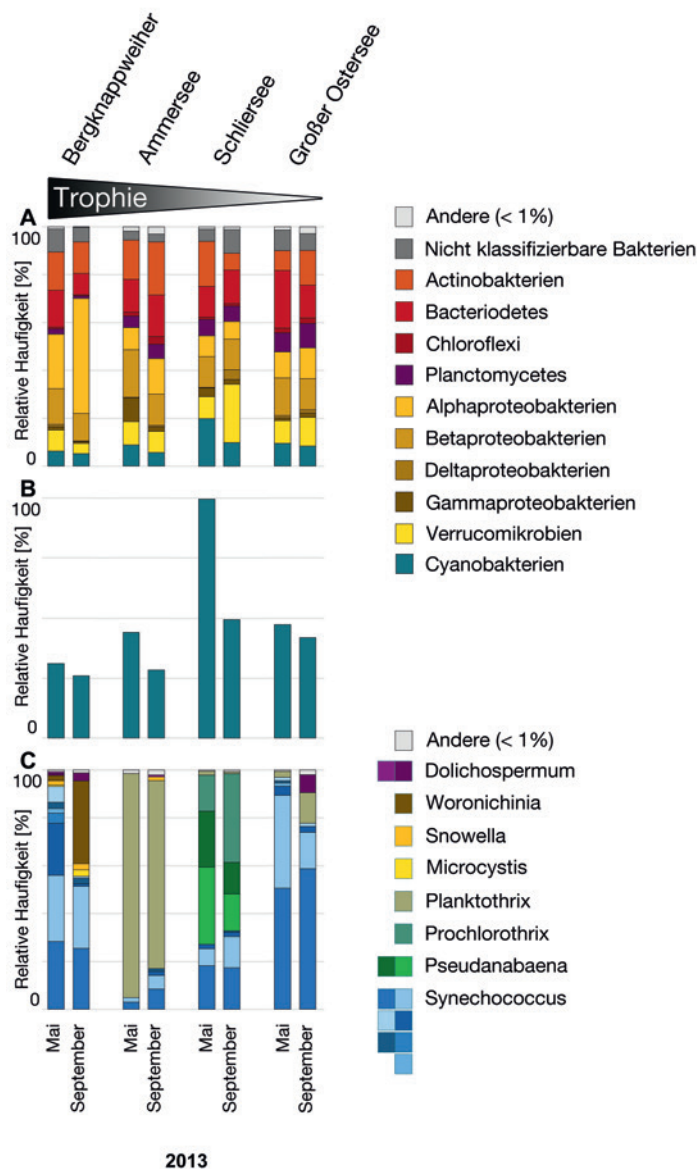 Bergknappweiher
Ammersee
Schliersee
Großer Ostersee
Trophie
A
100
Relative Haufigkeit [%]
0
Andere (< 1%)
Nicht klassifizierbare Bakterien
Actinobakterien
Bacteriodetes
Chloroflexi
Planctomycetes
Alphaproteobakterien
Betaproteobakterien
Deltaproteobakterien
Gammaproteobakterien
Verrucomikrobien
Cyanobakterien
B
100
Relative Haufigkeit [%]
0
C
100
Relative Haufigkeit [%]
0
Andere (< 1%)
Dolichospermum
Woronichinia
Snowella
Microcystis
Planktothrix
Prochlorothrix
Pseudanabaena
Synechococcus
Mai
September
Mai
September
Mai
September
Mai
September
2013